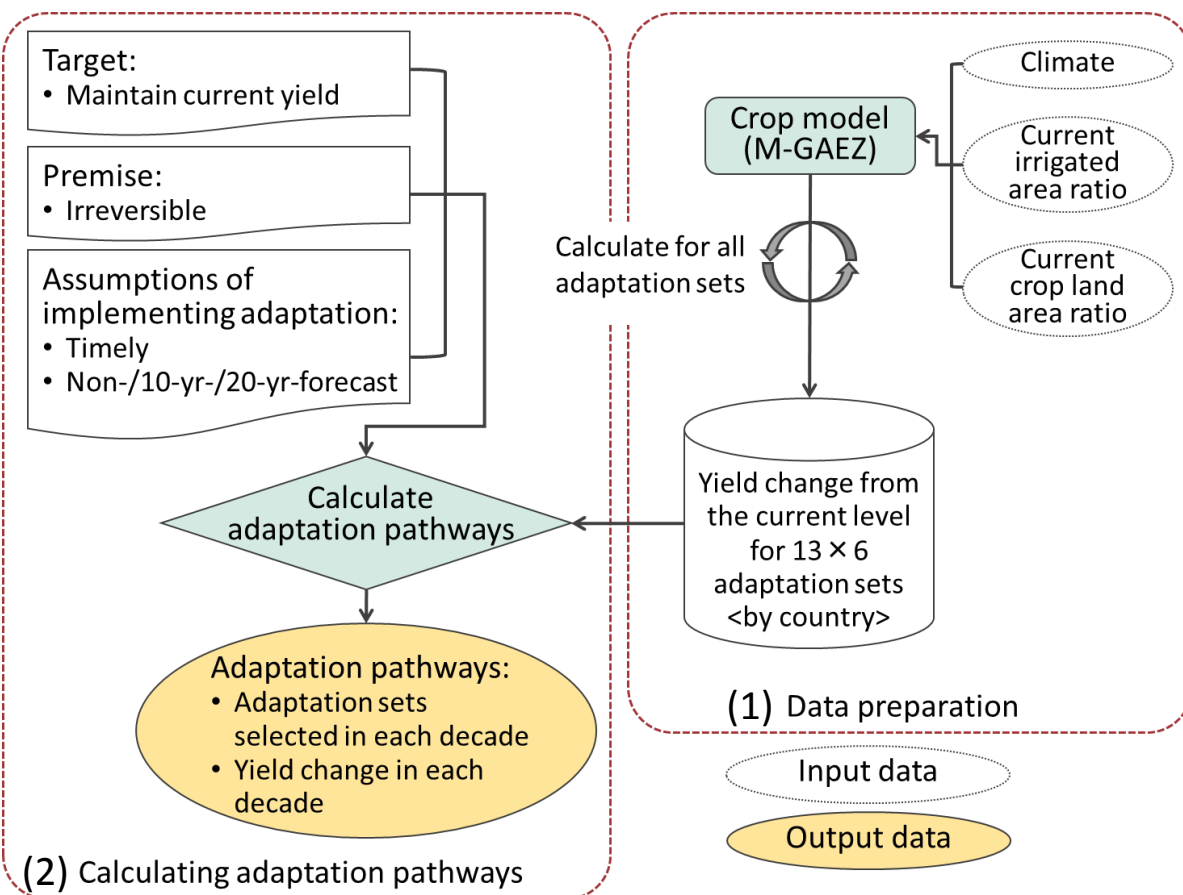 Target:
• Maintain current yield
Premise:
• Irreversible
Assumptions of
implementing adaptation:
• Timely
• Non-/10-yr-/20-yr-forecast
Calculate
adaptation pathways
Adaptation pathways:
• Adaptation sets
selected in each decade
• Yield change in each
decade
(2) Calculating adaptation pathways
Climate
Crop model
(M-GAEZ)
Current
irrigated
area ratio
Current
crop land
area ratio
Calculate for all
adaptation sets
Yield change from
the current level
for 13 × 6
adaptation sets
<by country>
(1) Data preparation
Input data
Output data